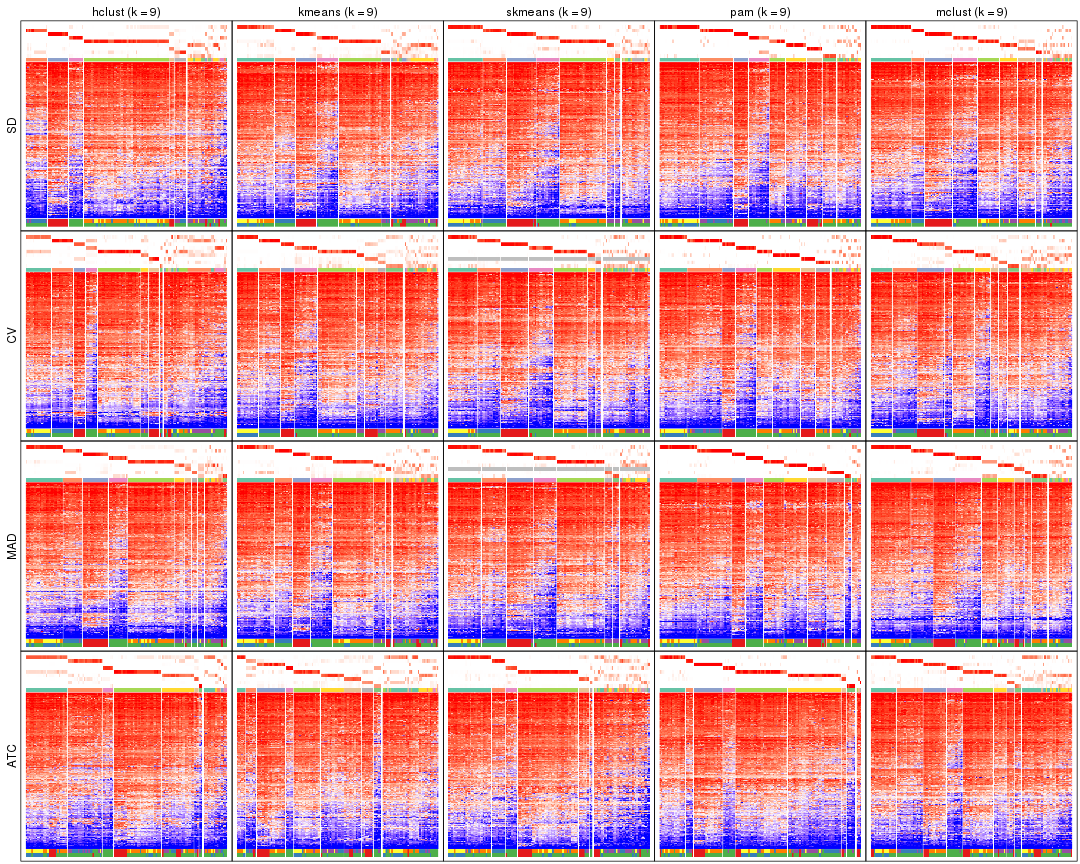 hclust (k = 9)
kmeans (k = 9)
skmeans (k = 9)
pam (k = 9)
mclust (k = 9)
SD
CV
MAD
ATC